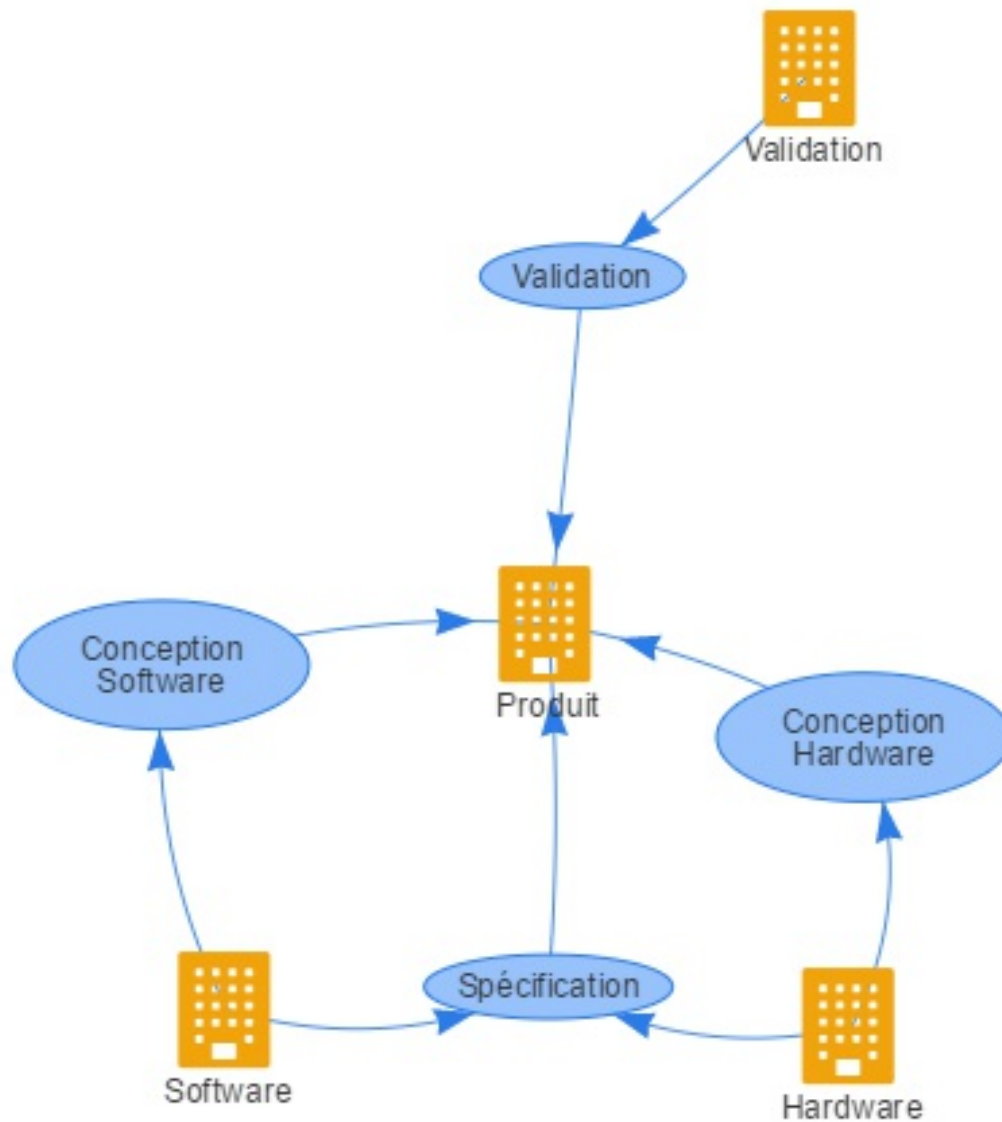 Validation
Validation
Produit
Conception
Software
Conception
Hardware
Spécification
Software
Hardware